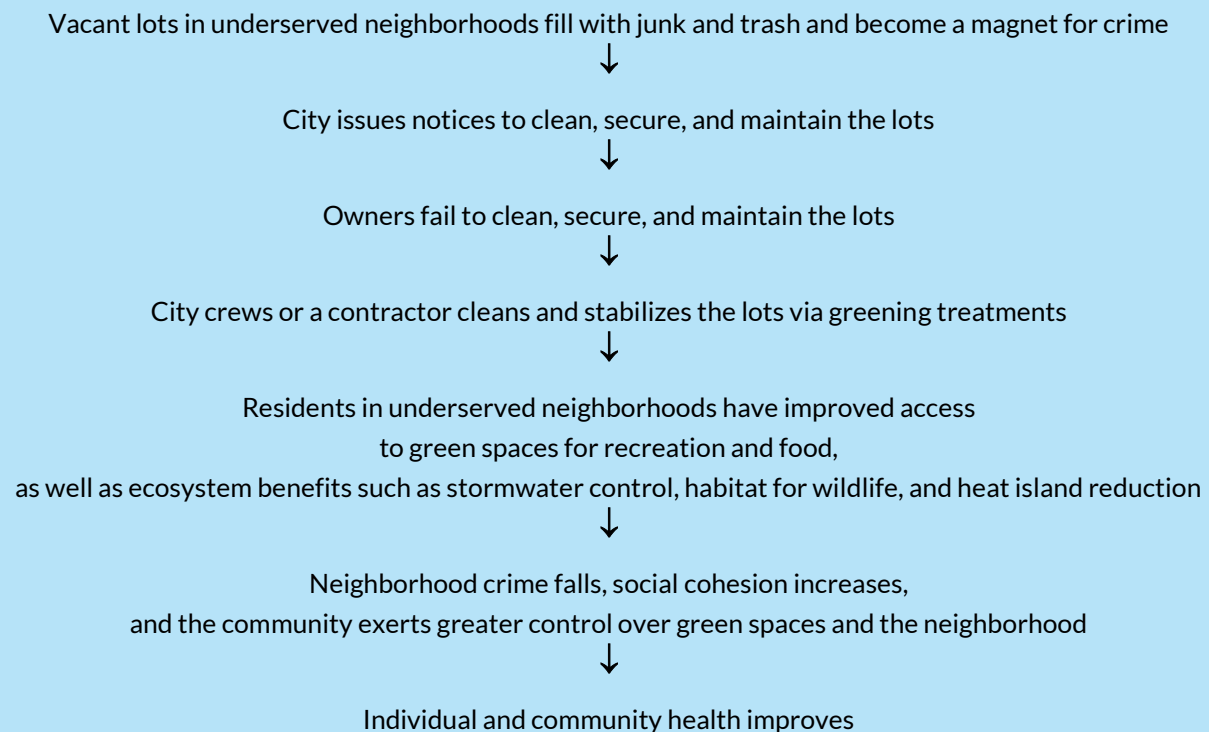 Vacant lots in underserved neighborhoods fill with junk and trash and become a magnet for crime
↓
City issues notices to clean, secure, and maintain the lots
↓
Owners fail to clean, secure, and maintain the lots
↓
City crews or a contractor cleans and stabilizes the lots via greening treatments
↓
Residents in underserved neighborhoods have improved access
to green spaces for recreation and food,
as well as ecosystem benefits such as stormwater control, habitat for wildlife, and heat island reduction
↓
Neighborhood crime falls, social cohesion increases,
and the community exerts greater control over green spaces and the neighborhood
↓
Individual and community health improves